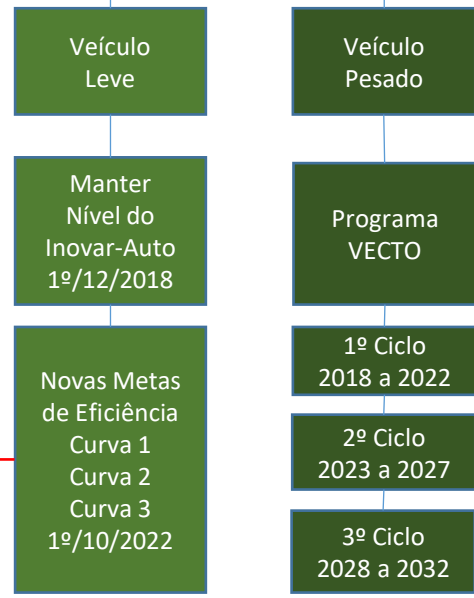 Veículo
Leve
Manter
Nível do
Inovar-Auto
1º/12/2018
Novas Metas
de Eficiência
Curva 1
Curva 2
Curva 3
1º/10/2022
Veículo
Pesado
Programa
VECTO
1º Ciclo
2018 a 2022
2º Ciclo
2023 a 2027
3º Ciclo
2028 a 2032